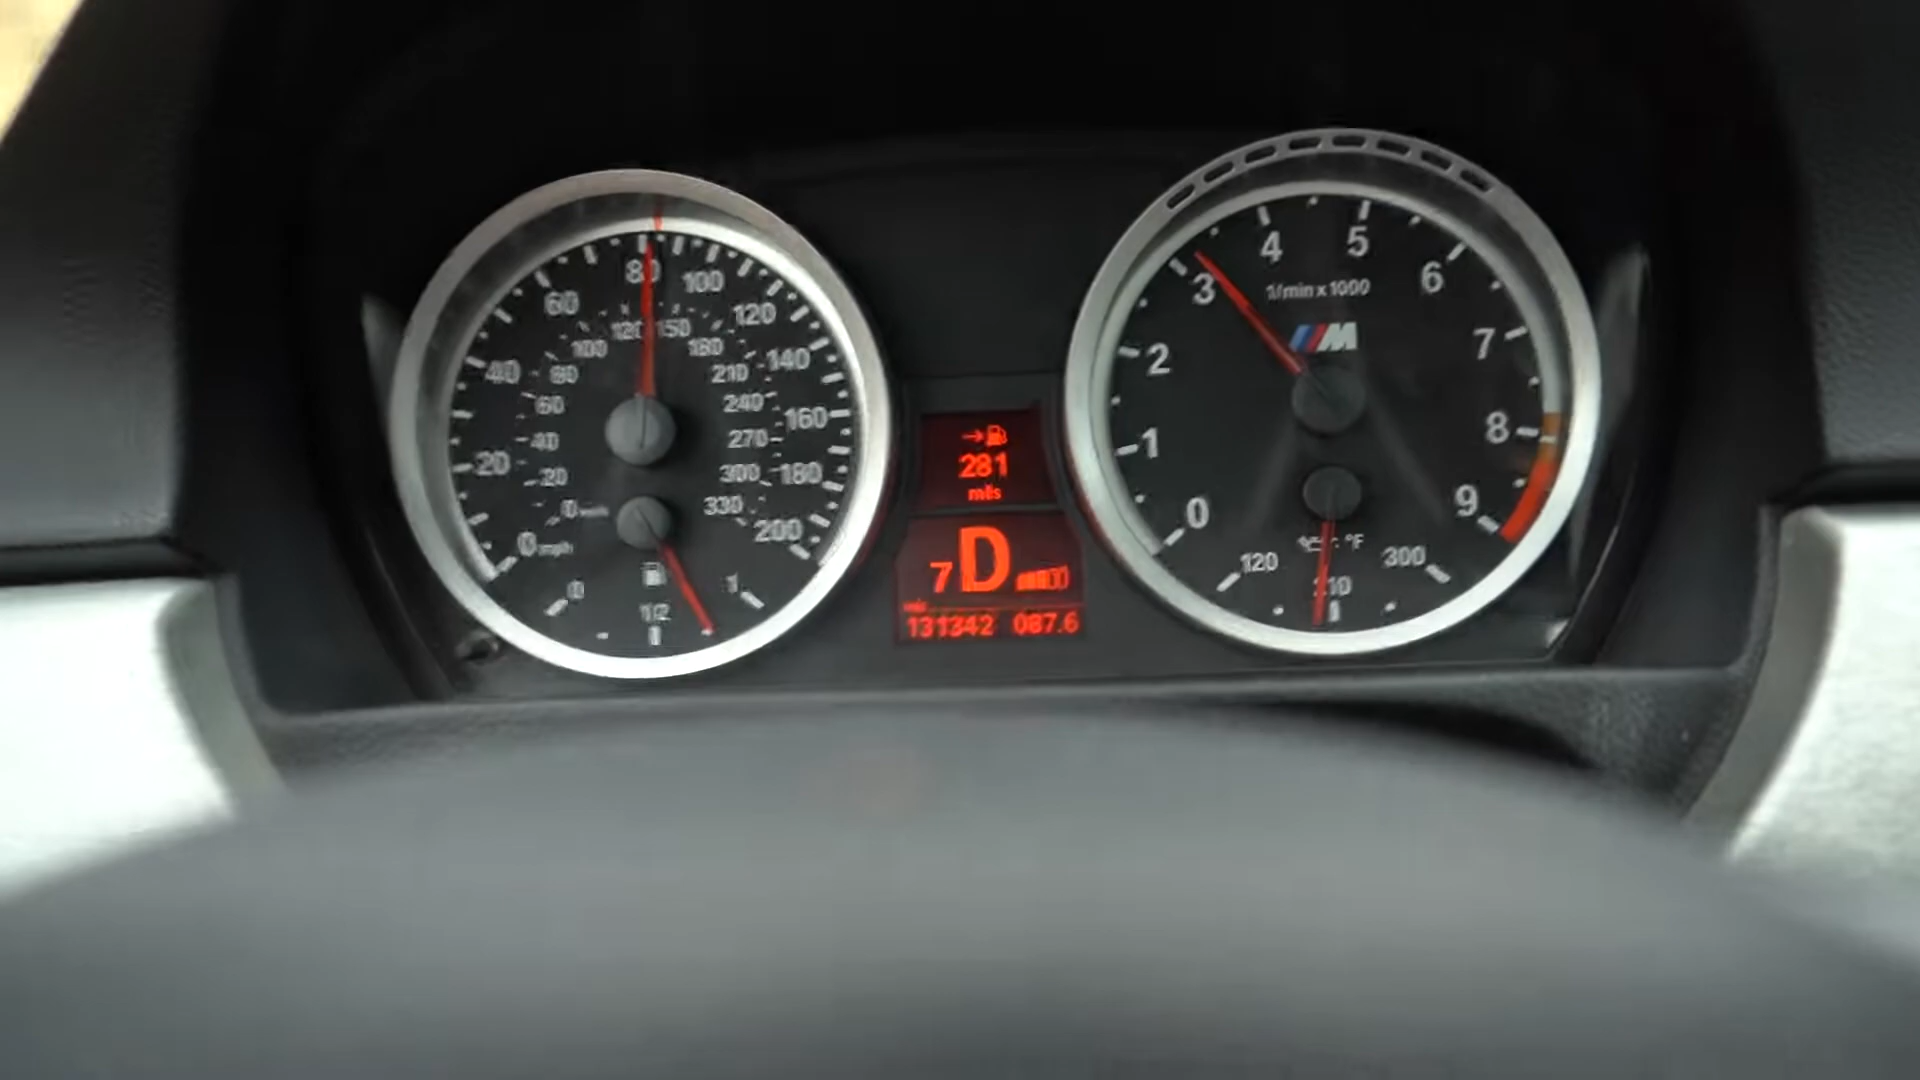 80
60 100
120 150
100 120
180
40 80 140
210
60 240 160
40 270
20 180
20 300
0 330
0 mph 200
0 1/2 1
→ 281
mls
7 D
131342 087.6
4 5
3 6
1/min x 1000
M
2 7
1 8
0 9
°F
120 210 300